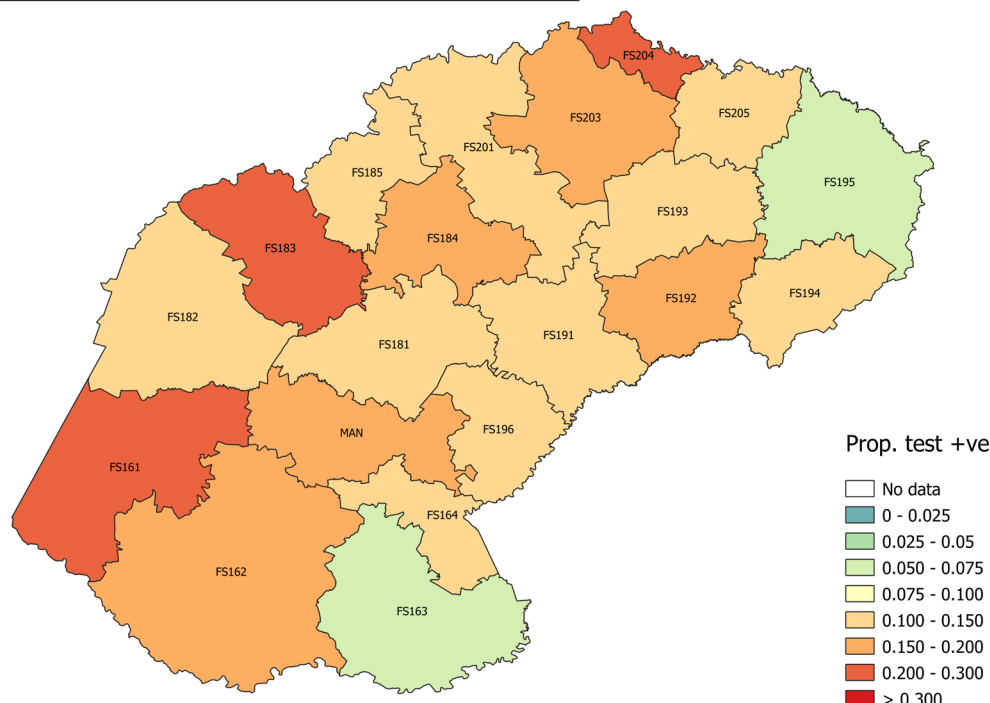 FS204
FS203
FS205
FS201
FS185
FS195
FS193
FS184
FS183
FS194
FS192
FS182
FS191
FS181
MAN
FS196
FS161
FS164
FS162
FS163
Prop. test +ve
No data
0 - 0.025
0.025 - 0.05
0.050 - 0.075
0.075 - 0.100
0.100 - 0.150
0.150 - 0.200
0.200 - 0.300
> 0.300